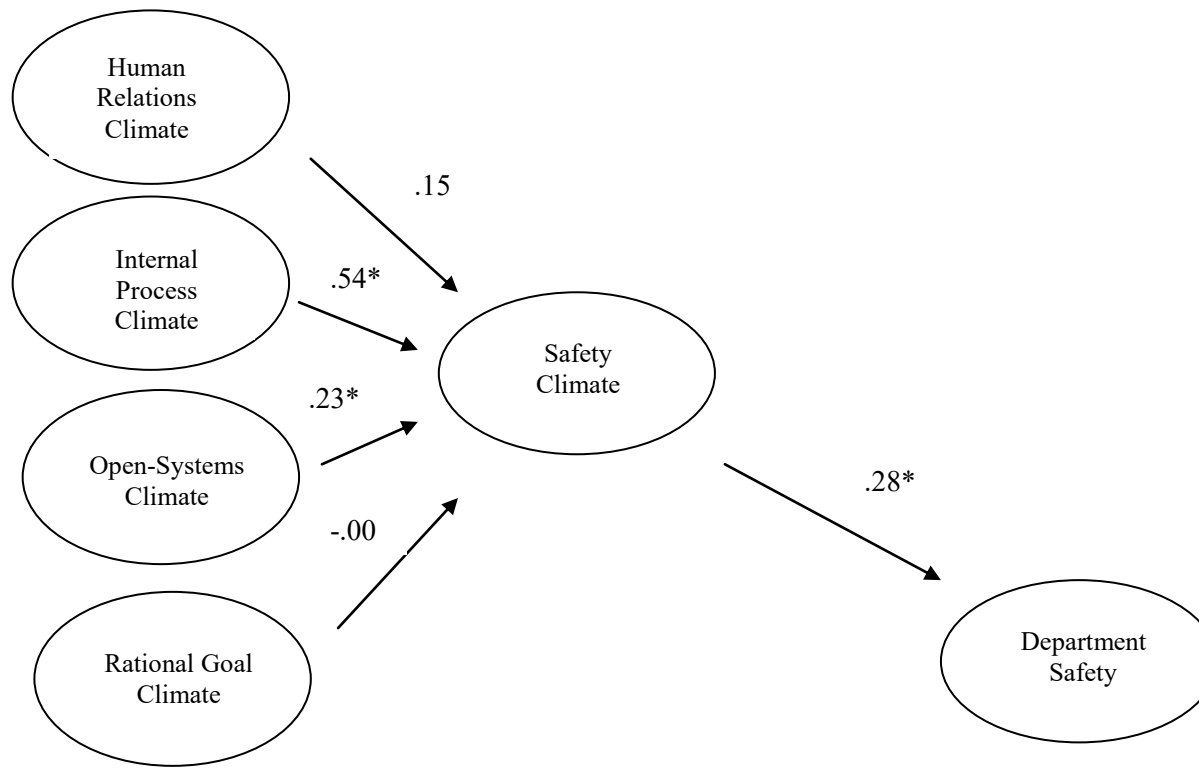 Human
Relations
Climate
.15
Internal
Process
Climate
.54*
Safety
Climate
.23*
Open-Systems
Climate
.28*
-.00
Rational Goal
Climate
Department
Safety